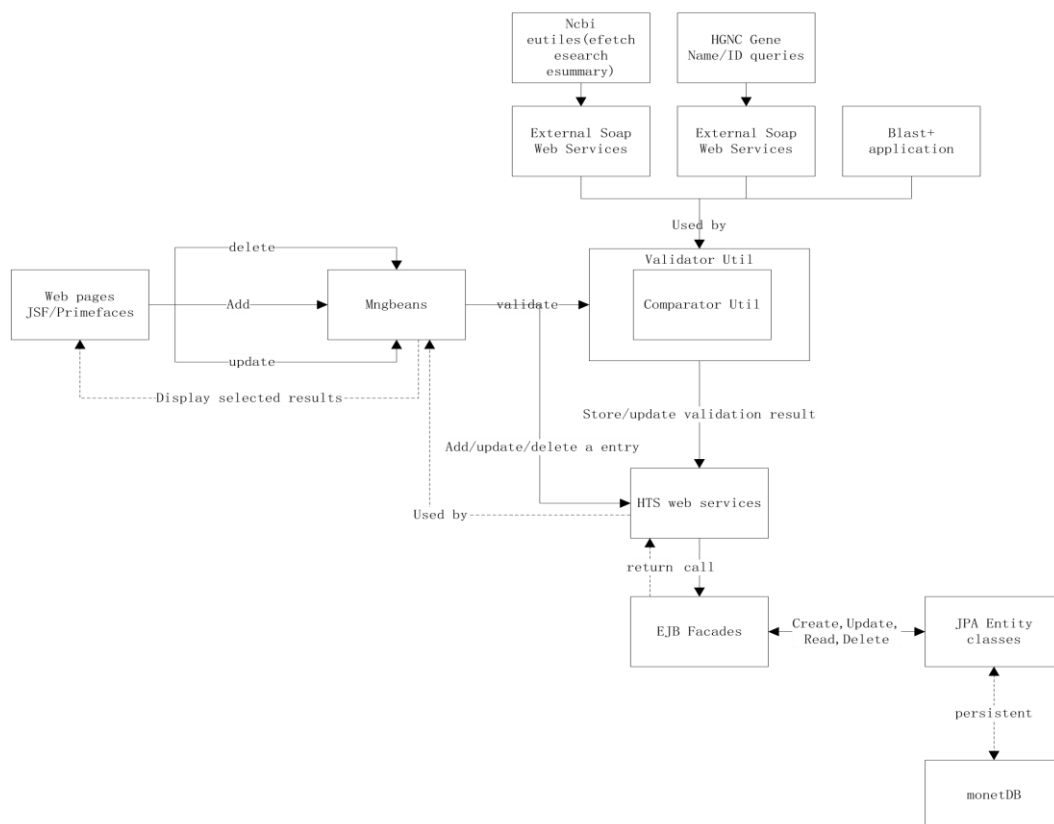 Ncbi
eutiles(efetch
esearch
esummary)
HGNC Gene
Name/ID queries
External Soap
Web Services
External Soap
Web Services
Blast+
application
Used by
Validator Util
Comparator Util
delete
Web pages
JSF/Primefaces
Add
Mngbeans
validate
update
Display selected results
Store/update validation result
Add/update/delete a entry
HTS web services
Used by
return
call
EJB Facades
Create,Update,
Read,Delete
JPA Entity
classes
persistent
monetDB